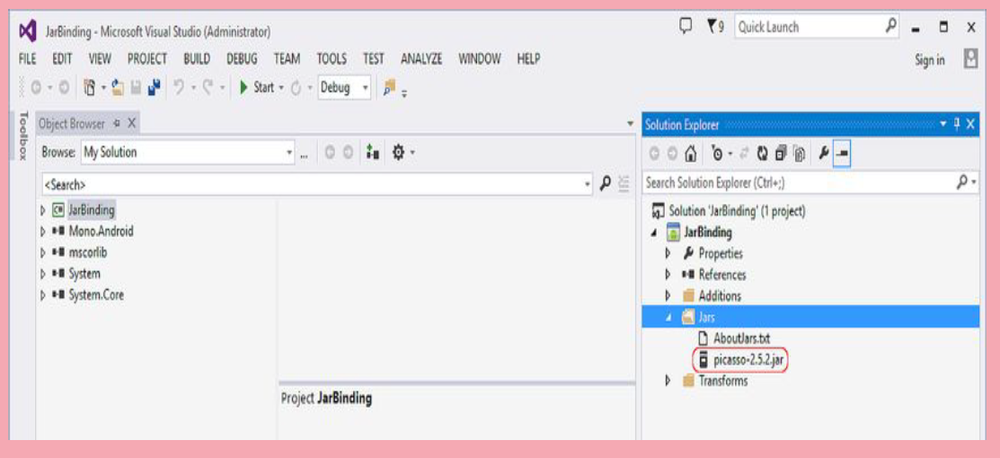 JarBinding - Microsoft Visual Studio (Administrator)
9
Quick Launch
FILE EDIT VIEW PROJECT BUILD DEBUG TEAM TOOLS TEST ANALYZE WINDOW HELP
Sign in
Start
Debug
Toolbox
Object Browser
Browse: My Solution
...
<Search>
JarBinding
Mono.Android
mscorlib
System
System.Core
Project JarBinding
Solution Explorer
Search Solution Explorer (Ctrl+;)
Solution 'JarBinding' (1 project)
JarBinding
Properties
References
Additions
Jars
AboutJars.txt
picasso-2.5.2.jar
Transforms